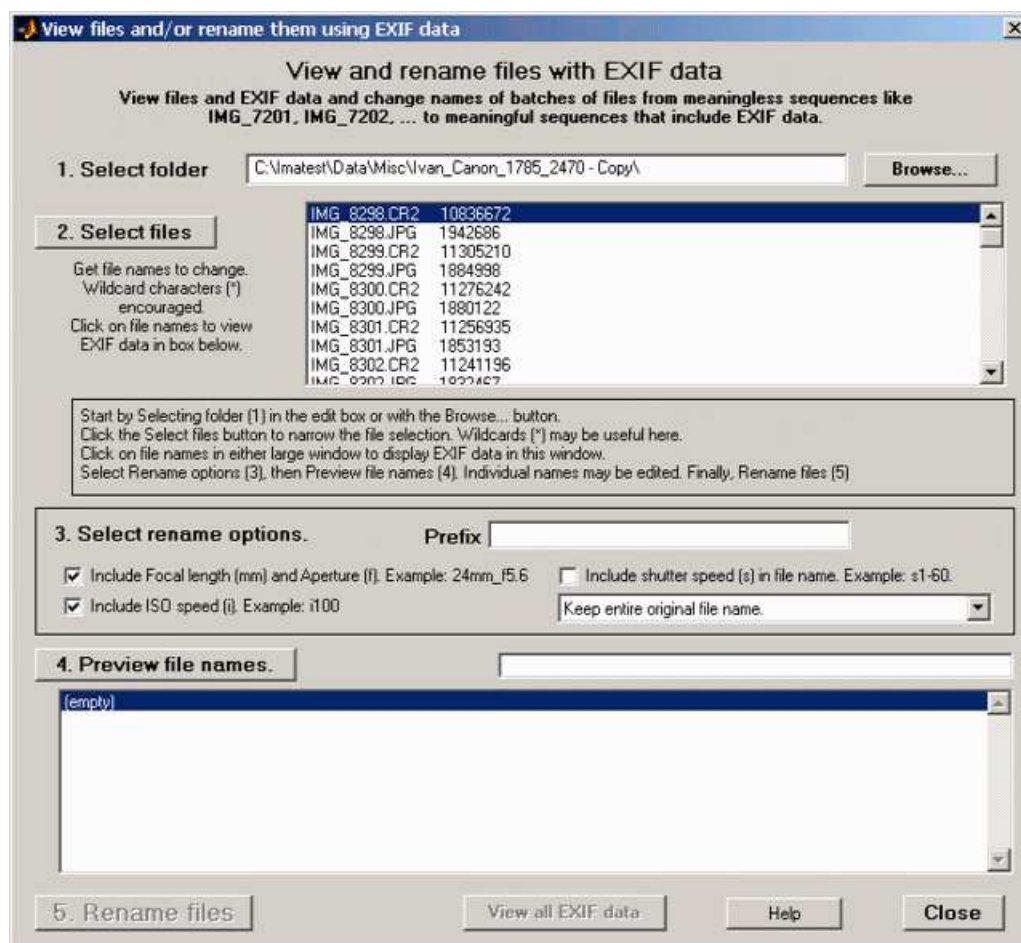 View files and/or rename them using EXIF data
View and rename files with EXIF data
View files and EXIF data and change names of batches of files from meaningless sequences like
IMG_7201, IMG_7202, ... to meaningful sequences that include EXIF data.
1. Select folder
C:\Imatest\Data\Misc\Ivan_Canon_1785_2470 - Copy\
Browse...
2. Select files
Get file names to change.
Wildcard characters (*)
encouraged.
Click on file names to view
EXIF data in box below.
IMG_8298.CR2 10836672
IMG_8298.JPG 1942686
IMG_8299.CR2 11305210
IMG_8299.JPG 1884998
IMG_8300.CR2 11276242
IMG_8300.JPG 1880122
IMG_8301.CR2 11256935
IMG_8301.JPG 1853193
IMG_8302.CR2 11241196
IMG_8302.JPG 1832467
Start by Selecting folder (1) in the edit box or with the Browse... button.
Click the Select files button to narrow the file selection. Wildcards (*) may be useful here.
Click on file names in either large window to display EXIF data in this window.
Select Rename options (3), then Preview file names (4). Individual names may be edited. Finally, Rename files (5)
3. Select rename options.
Prefix
Include Focal length (mm) and Aperture (f). Example: 24mm_f5.6
Include shutter speed (s) in file name. Example: s1-60.
Include ISO speed (i). Example: i100
Keep entire original file name.
4. Preview file names.
(empty)
5. Rename files
View all EXIF data
Help
Close